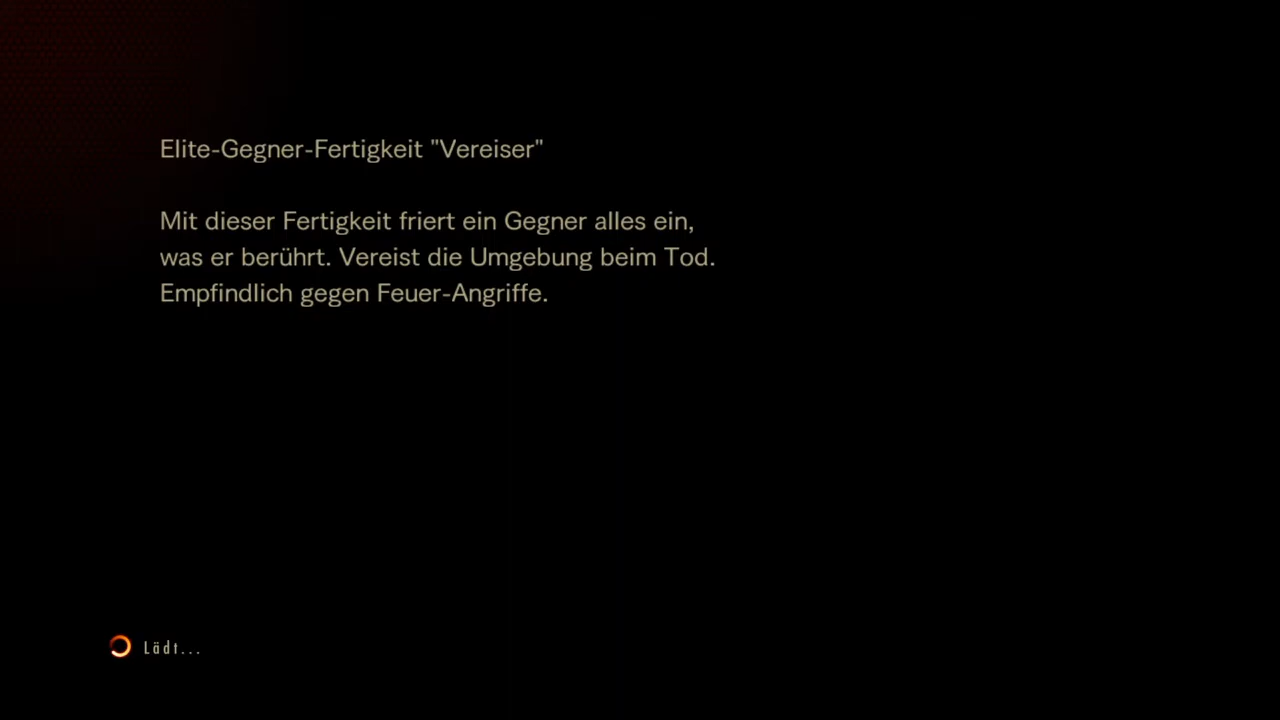 Elite-Gegner-Fertigkeit "Vereiser"
Mit dieser Fertigkeit friert ein Gegner alles ein,
was er berührt. Vereist die Umgebung beim Tod.
Empfindlich gegen Feuer-Angriffe.
Lädt...